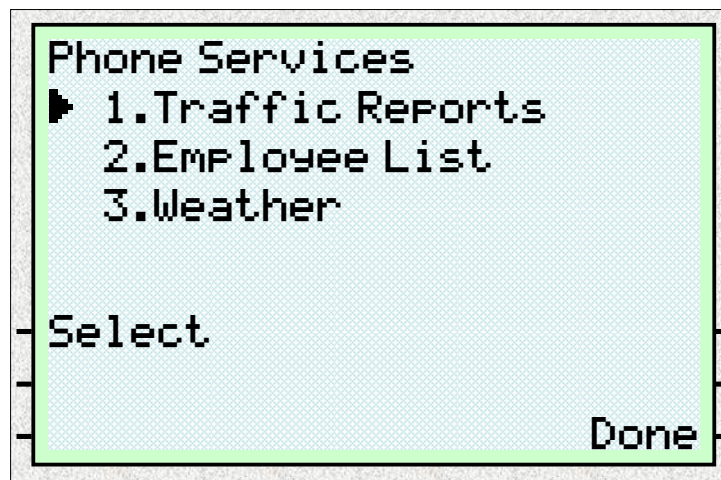 Phone Services
1.Traffic Reports
2.Employee List
3.Weather
Select
Done